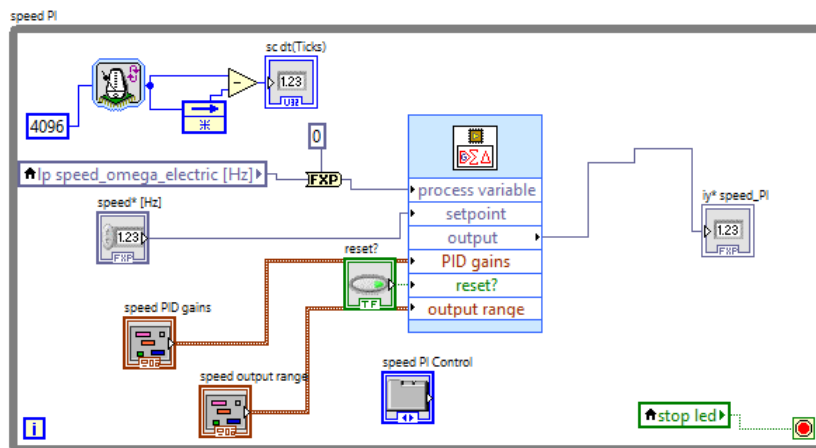 speed PI
sc dt(Ticks)
1.23
U32
4096
0
lp speed_omega_electric [Hz]
FXP
process variable
speed* [Hz]
setpoint
iy* speed_PI
1.23
FXP
output
1.23
FXP
reset?
PID gains
TF
reset?
speed PID gains
output range
speed output range
speed PI Control
stop led
i